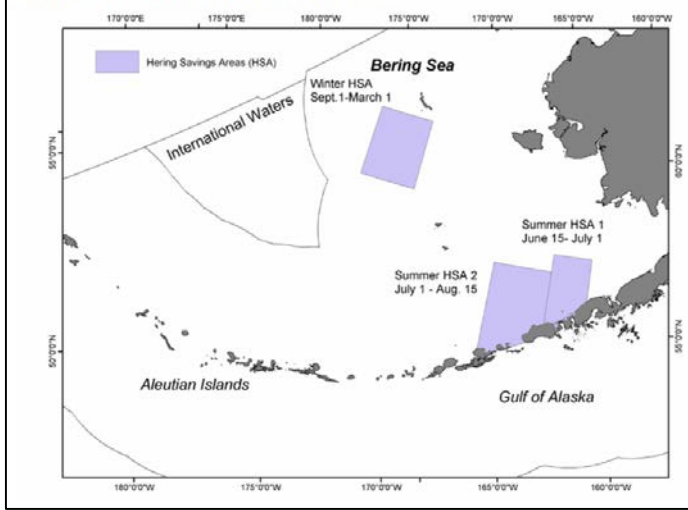 170°0'0"E
175°0'0"E
180°0'0"W
175°0'0"W
170°0'0"W
165°0'0"W
160°0'0"W
Hering Savings Areas (HSA)
Bering Sea
Winter HSA
Sept.1-March 1
International Waters
55°0'0"N
60°0'0"N
Summer HSA 1
June 15- July 1
Summer HSA 2
July 1 - Aug. 15
50°0'0"N
55°0'0"N
Aleutian Islands
Gulf of Alaska
180°0'0"W
175°0'0"W
170°0'0"W
165°0'0"W
160°0'0"W